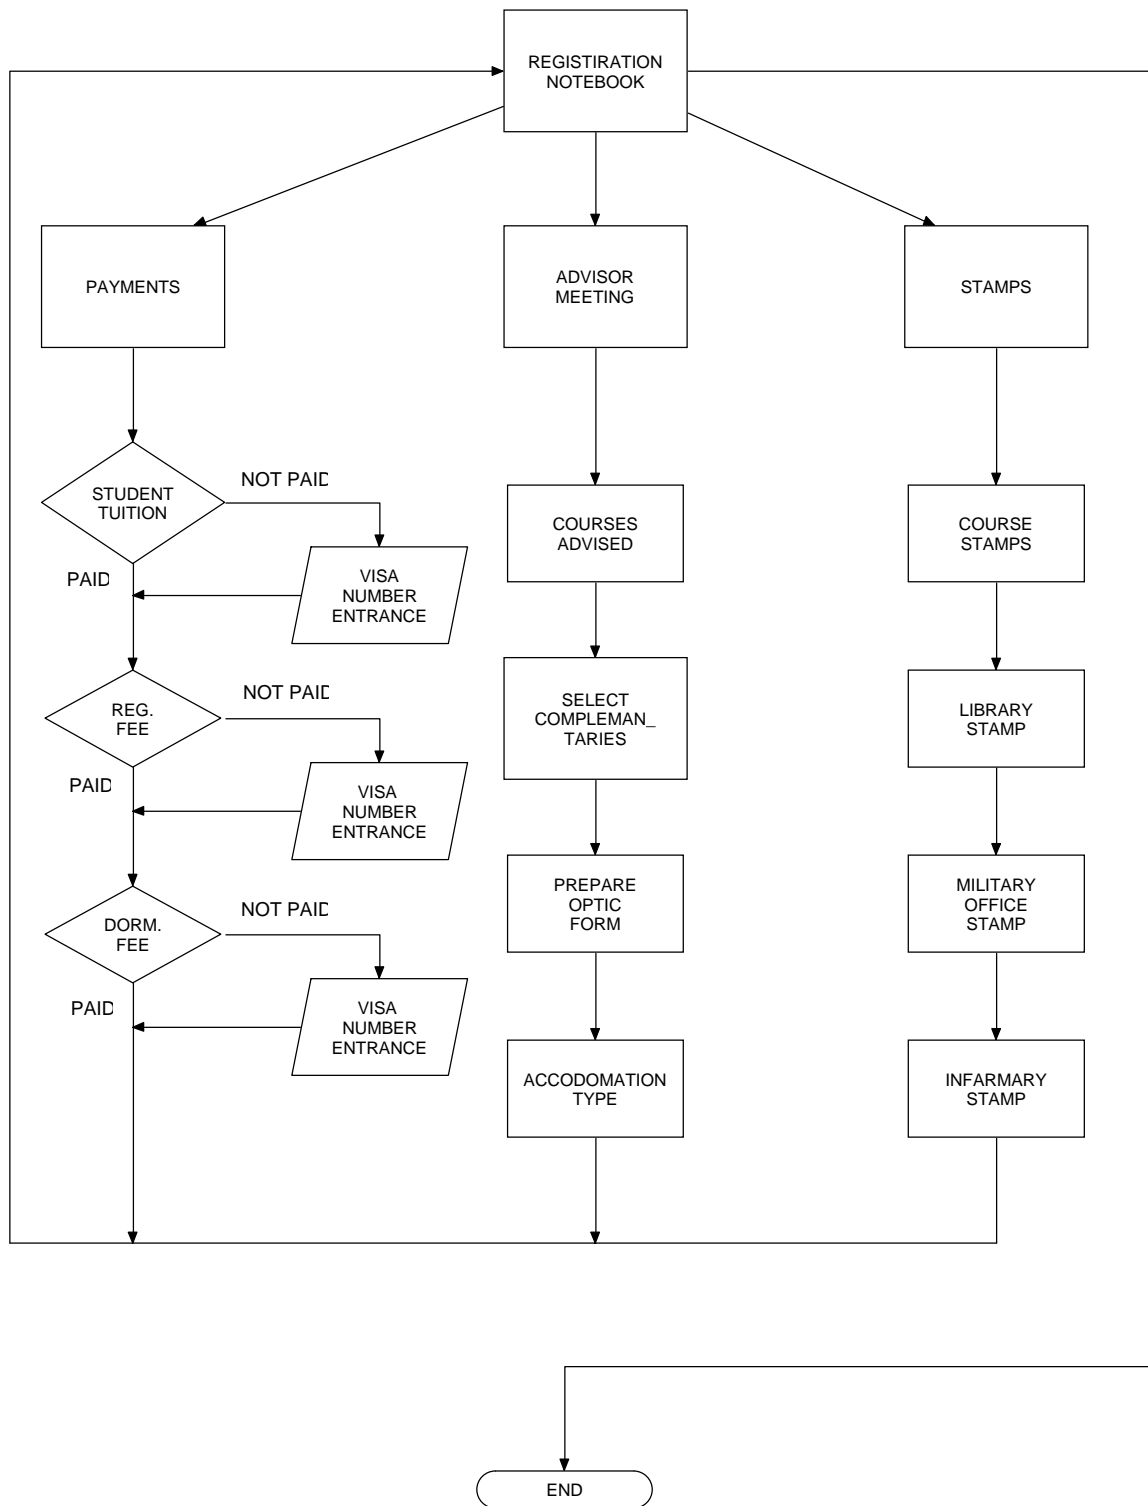 REGISTIRATION
NOTEBOOK
PAYMENTS
ADVISOR
MEETING
STAMPS
STUDENT
TUITION
NOT PAID
PAID
VISA
NUMBER
ENTRANCE
COURSES
ADVISED
COURSE
STAMPS
REG.
FEE
NOT PAID
PAID
VISA
NUMBER
ENTRANCE
SELECT
COMPLEMAN_
TARIES
LIBRARY
STAMP
DORM.
FEE
NOT PAID
PAID
VISA
NUMBER
ENTRANCE
PREPARE
OPTIC
FORM
MILITARY
OFFICE
STAMP
ACCODOMATION
TYPE
INFARMARY
STAMP
END